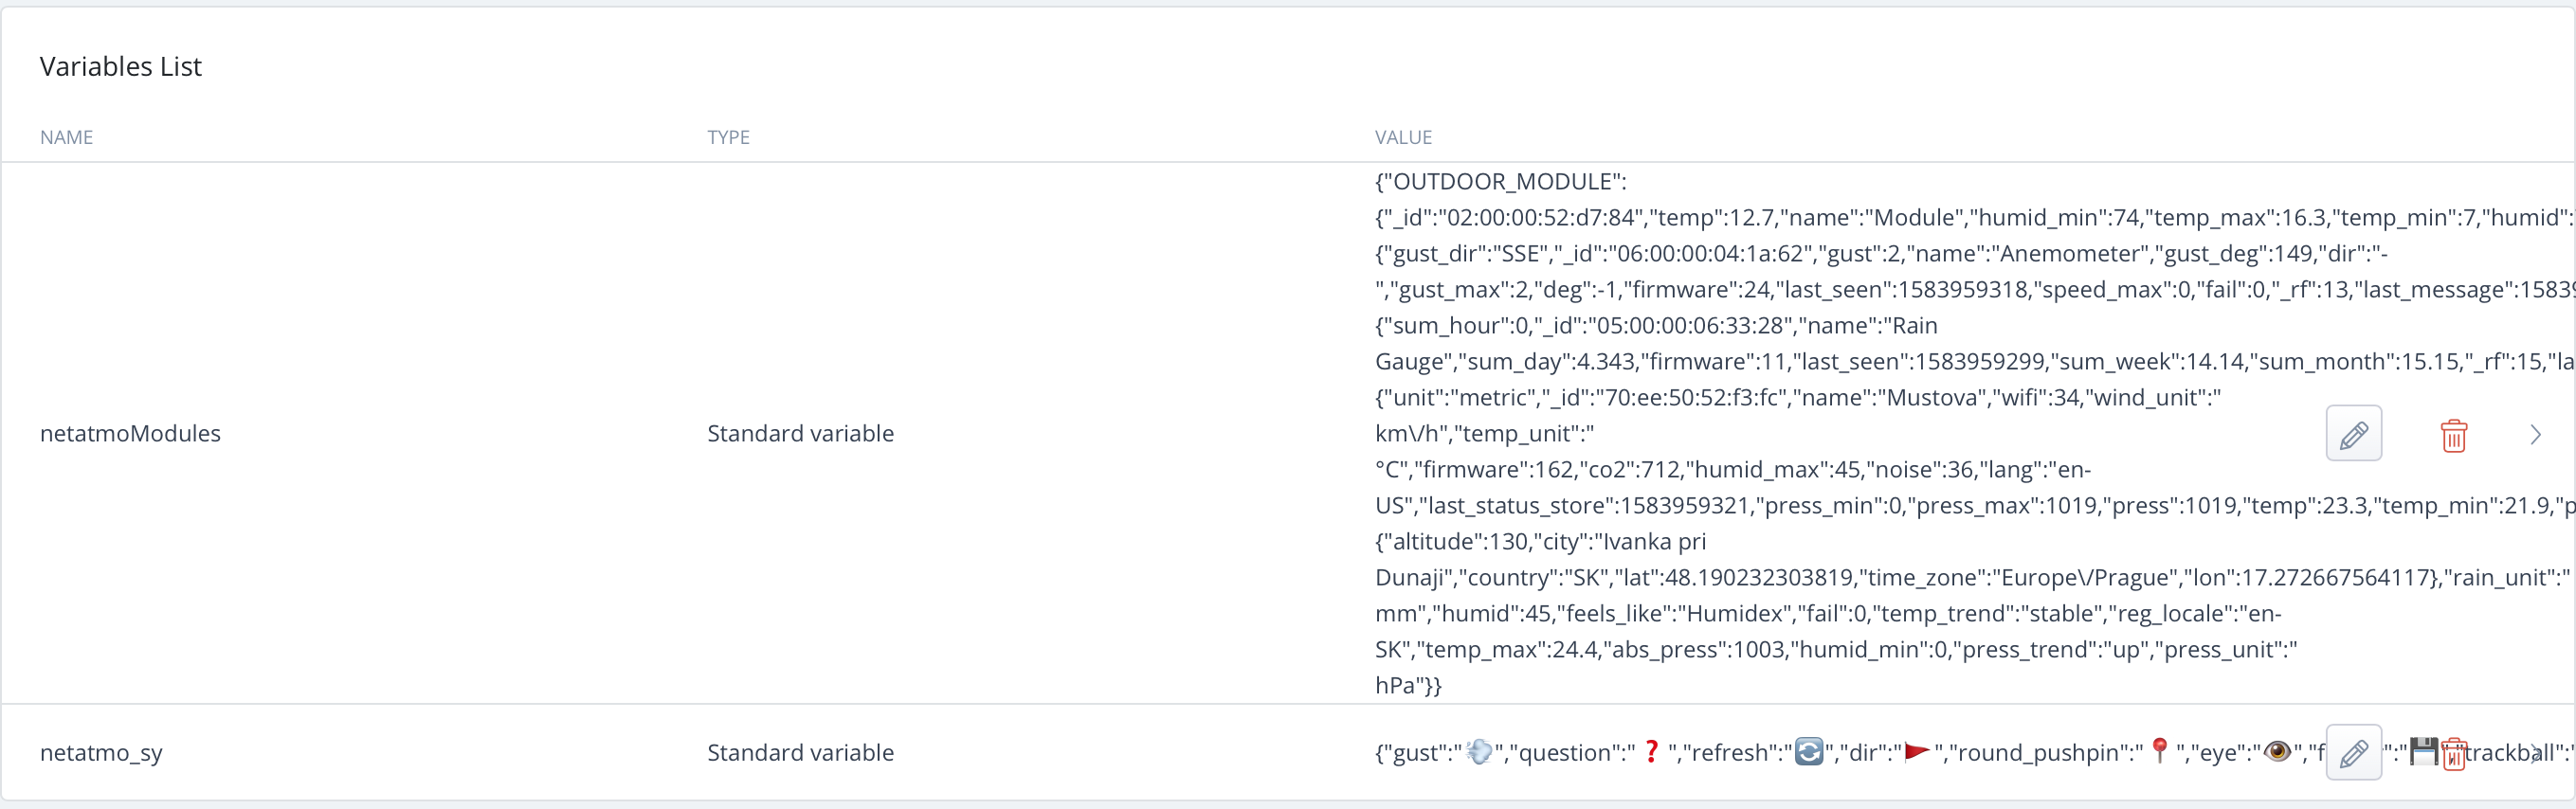 Variables List
NAME TYPE VALUE
{"OUTDOOR_MODULE":
{"_id":"02:00:00:52:d7:84","temp":12.7,"name":"Module","humid_min":74,"temp_max":16.3,"temp_min":7,"humid":
{"gust_dir":"SSE","_id":"06:00:00:04:1a:62","gust":2,"name":"Anemometer","gust_deg":149,"dir":"-
","gust_max":2,"deg":-1,"firmware":24,"last_seen":1583959318,"speed_max":0,"fail":0,"_rf":13,"last_message":1583
{"sum_hour":0,"_id":"05:00:00:06:33:28","name":"Rain
Gauge","sum_day":4.343,"firmware":11,"last_seen":1583959299,"sum_week":14.14,"sum_month":15.15,"_rf":15,"la
{"unit":"metric","_id":"70:ee:50:52:f3:fc","name":"Mustova","wifi":34,"wind_unit":"
netatmoModules Standard variable km\/h","temp_unit":"
°C","firmware":162,"co2":712,"humid_max":45,"noise":36,"lang":"en-
US","last_status_store":1583959321,"press_min":0,"press_max":1019,"press":1019,"temp":23.3,"temp_min":21.9,"p
{"altitude":130,"city":"Ivanka pri
Dunaji","country":"SK","lat":48.190232303819,"time_zone":"Europe\/Prague","lon":17.272667564117},"rain_unit":"
mm","humid":45,"feels_like":"Humidex","fail":0,"temp_trend":"stable","reg_locale":"en-
SK","temp_max":24.4,"abs_press":1003,"humid_min":0,"press_trend":"up","press_unit":"
hPa"}}
netatmo_sy Standard variable {"gust":"💨","question":"❓","refresh":"🔄","dir":"🚩","round_pushpin":"📍","eye":"👁","f ":"💾","trackball":"